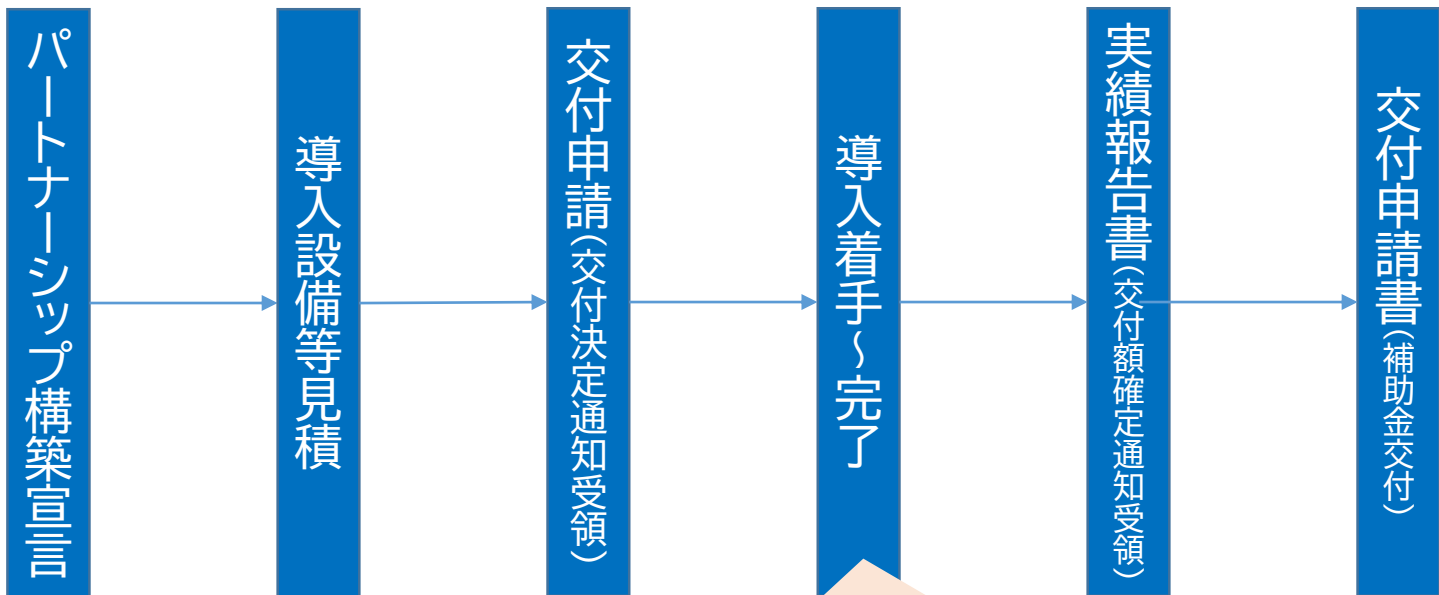 パートナーシップ構築宣言
導入設備等見積
交付申請(交付決定通知受領)
導入着手~完了
実績報告書(交付額確定通知受領)
交付申請書(補助金交付)